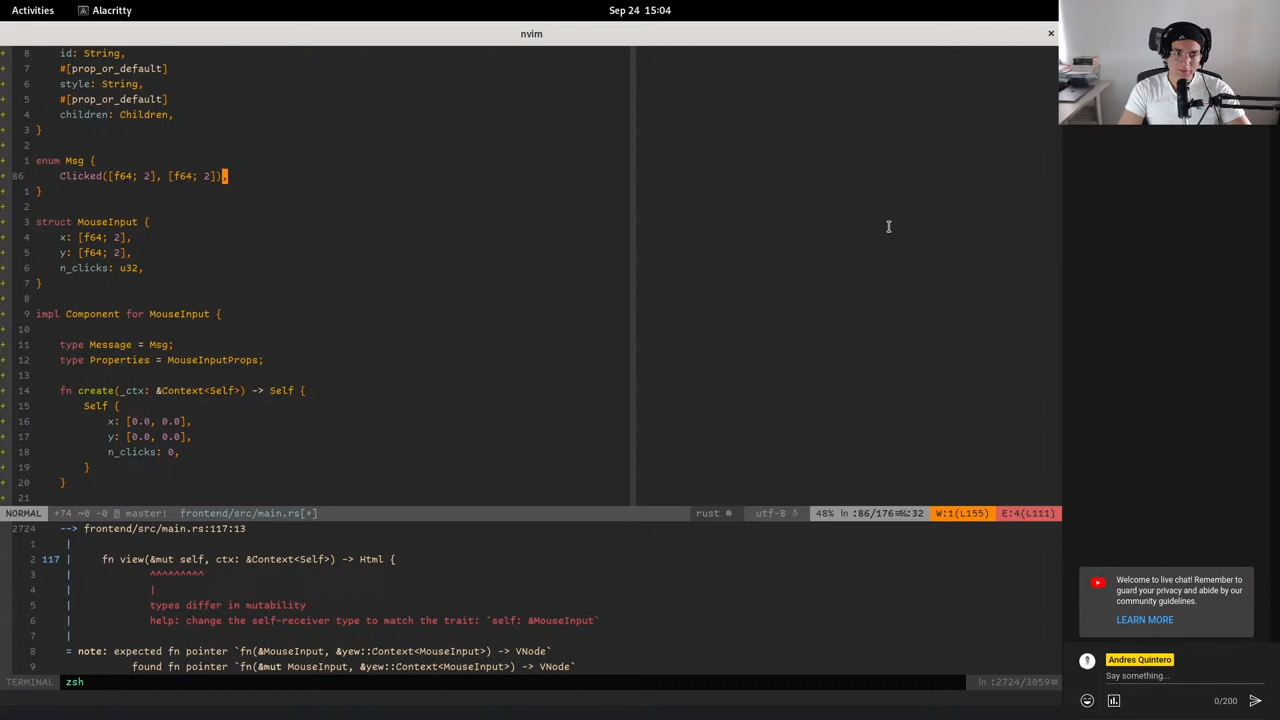 Activities
Alacritty
Sep 24 15:04
nvim
+ 8 id: String,
+ 7 #[prop_or_default]
+ 6 style: String,
+ 5 #[prop_or_default]
+ 4 children: Children,
+ 3 }
+ 2
+ 1 enum Msg {
+ 86 Clicked([f64; 2], [f64; 2]),
+ 1 }
+ 2
+ 3 struct MouseInput {
+ 4 x: [f64; 2],
+ 5 y: [f64; 2],
+ 6 n_clicks: u32,
+ 7 }
+ 8
+ 9 impl Component for MouseInput {
+ 10
+ 11 type Message = Msg;
+ 12 type Properties = MouseInputProps;
+ 13
+ 14 fn create(_ctx: &Context<Self>) -> Self {
+ 15 Self {
+ 16 x: [0.0, 0.0],
+ 17 y: [0.0, 0.0],
+ 18 n_clicks: 0,
+ 19 }
+ 20 }
+ 21
NORMAL +74 ~0 -0 master! frontend/src/main.rs[+] rust utf-8 48% ln :86/176 :32 W:1(L155) E:4(L111)
2724 --> frontend/src/main.rs:117:13
1 |
2 117 | fn view(&mut self, ctx: &Context<Self>) -> Html {
3 | ^^^^^^^^^
4 | |
5 | types differ in mutability
6 | help: change the self-receiver type to match the trait: `self: &MouseInput`
7 |
8 = note: expected fn pointer `fn(&MouseInput, &yew::Context<MouseInput>) -> VNode`
9 found fn pointer `fn(&mut MouseInput, &yew::Context<MouseInput>) -> VNode`
TERMINAL zsh ln :2724/3059
Welcome to live chat! Remember to
guard your privacy and abide by our
community guidelines.
LEARN MORE
Andres Quintero
Say something...
0/200